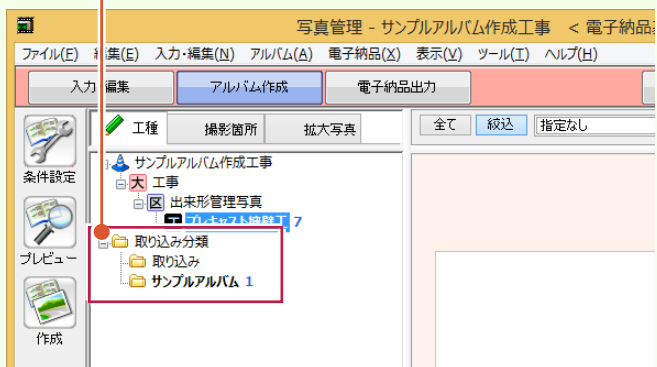 写真管理 - サンプルアルバム作成工事 < 電子納品
ファイル(F) 編集(E) 入力・編集(N) アルバム(A) 電子納品(X) 表示(V) ツール(T) ヘルプ(H)
入力・編集 アルバム作成 電子納品出力
工種 撮影箇所 拡大写真 全て 絞込 指定なし
条件設定
プレビュー
作成
サンプルアルバム作成工事
大 工事
区 出来形管理写真
工 プレキャスト擁壁工 7
取り込み分類
取り込み
サンプルアルバム 1